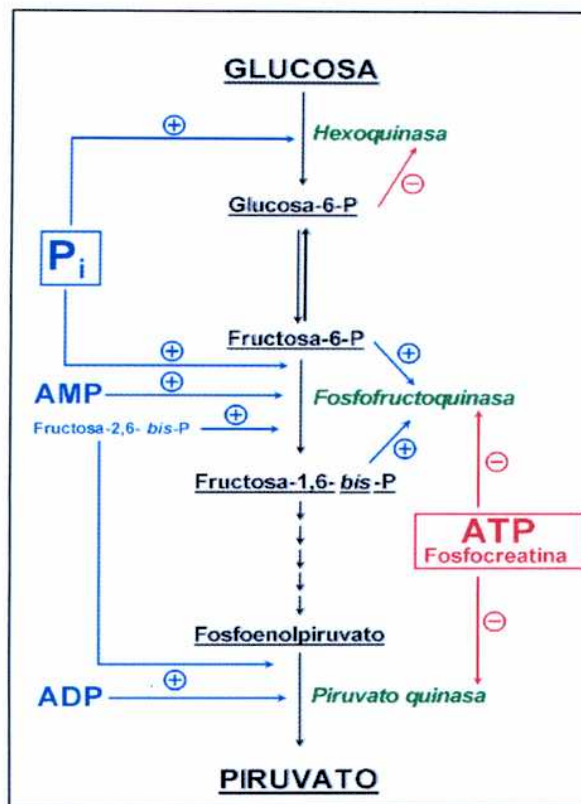 GLUCOSA
⊕
Hexoquinasa
⊖
Glucosa-6-P
Pi
Fructosa-6-P
⊕
⊕
AMP
⊕
Fosfofructoquinasa
Fructosa-2,6- bis-P
⊕
⊕
Fructosa-1,6- bis -P
⊖
ATP
Fosfocreatina
Fosfoenolpiruvato
⊖
ADP
⊕
Piruvato quinasa
PIRUVATO